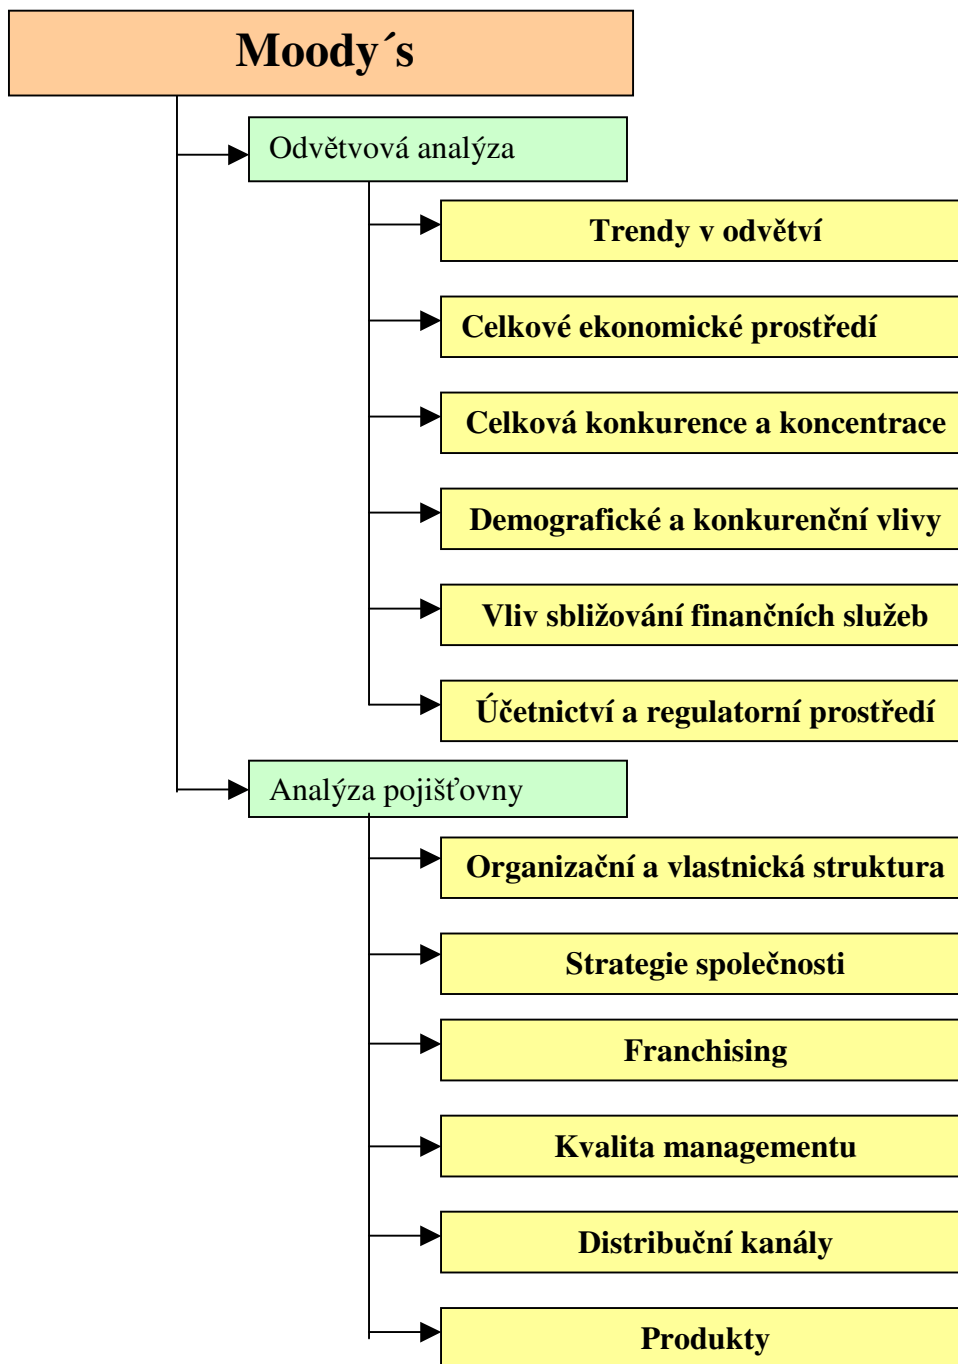 Moody´s
Odvětvová analýza
Trendy v odvětví
Celkové ekonomické prostředí
Celková konkurence a koncentrace
Demografické a konkurenční vlivy
Vliv sbližování finančních služeb
Účetnictví a regulatorní prostředí
Analýza pojišťovny
Organizační a vlastnická struktura
Strategie společnosti
Franchising
Kvalita managementu
Distribuční kanály
Produkty